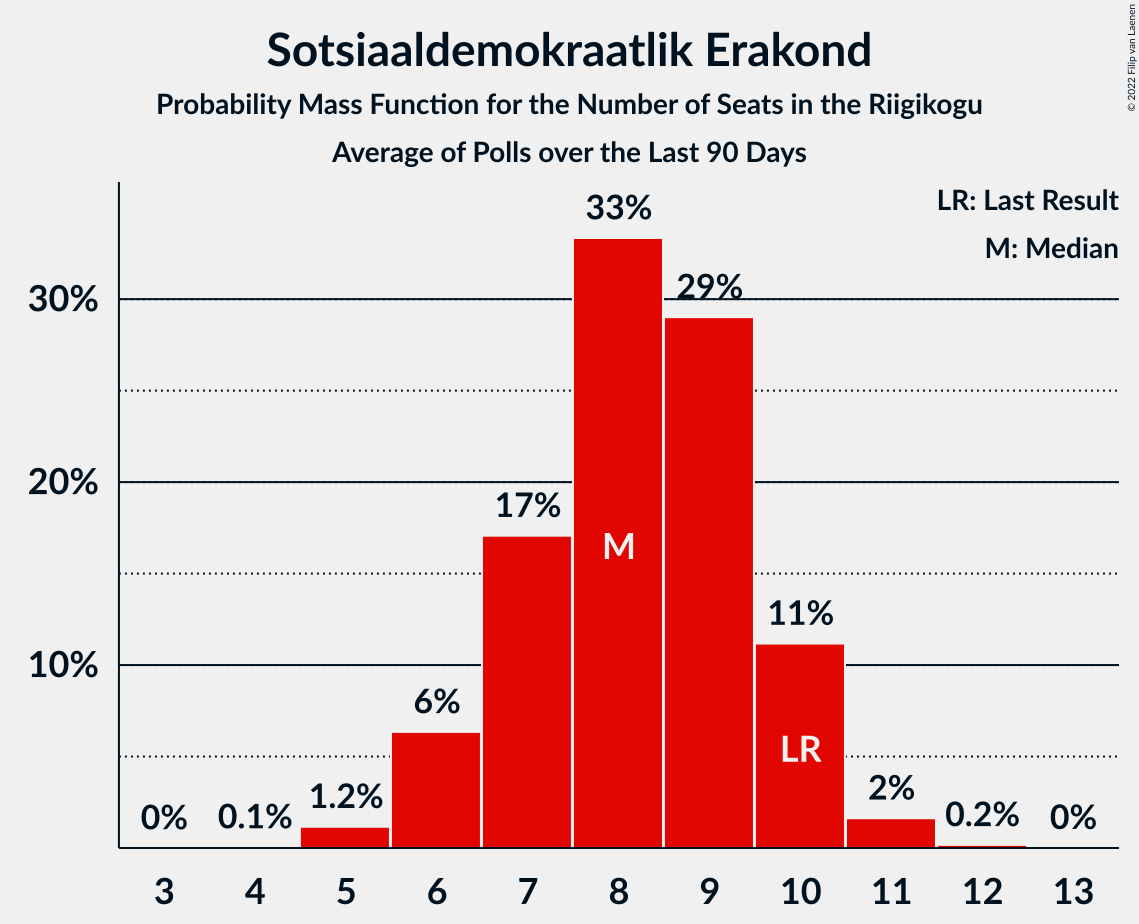 Sotsiaaldemokraatlik Erakond
Probability Mass Function for the Number of Seats in the Riigikogu
Average of Polls over the Last 90 Days
© 2022 Filip van Laenen
LR: Last Result
M: Median
30%
20%
10%
0%
0.1%
1.2%
6%
17%
33%
29%
11%
2%
0.2%
0%
M
LR
3 4 5 6 7 8 9 10 11 12 13